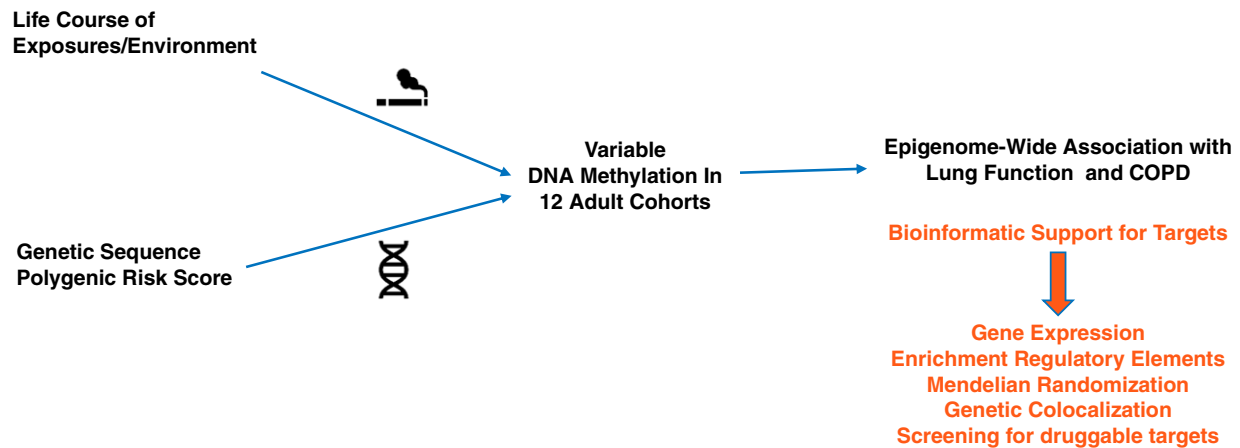 Life Course of
Exposures/Environment
Genetic Sequence
Polygenic Risk Score
Variable
DNA Methylation In
12 Adult Cohorts
Epigenome-Wide Association with
Lung Function and COPD
Bioinformatic Support for Targets
Gene Expression
Enrichment Regulatory Elements
Mendelian Randomization
Genetic Colocalization
Screening for druggable targets